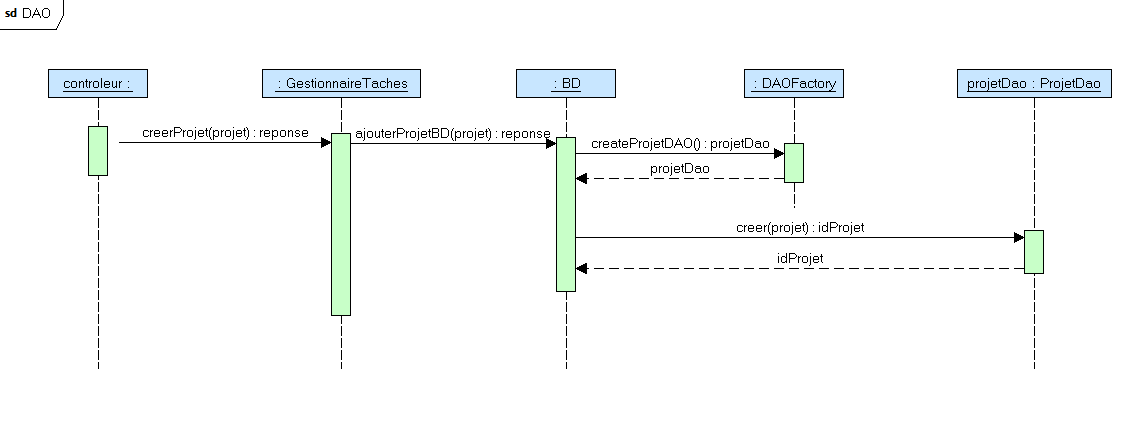 sd DAO
controleur :
: GestionnaireTaches
: BD
: DAOFactory
projetDao : ProjetDao
creerProjet(projet) : reponse
ajouterProjetBD(projet) : reponse
createProjetDAO() : projetDao
projetDao
creer(projet) : idProjet
idProjet